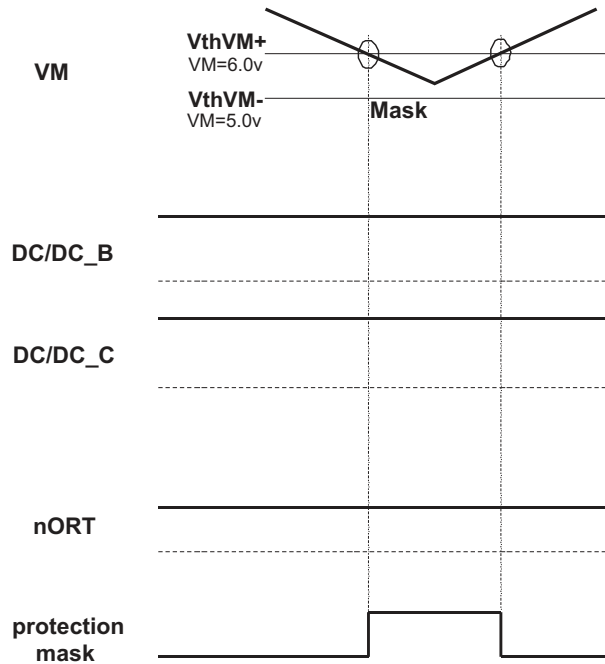 VthVM+
VM=6.0v
VM
VthVM-
VM=5.0v
Mask
DC/DC_B
DC/DC_C
nORT
protection
mask